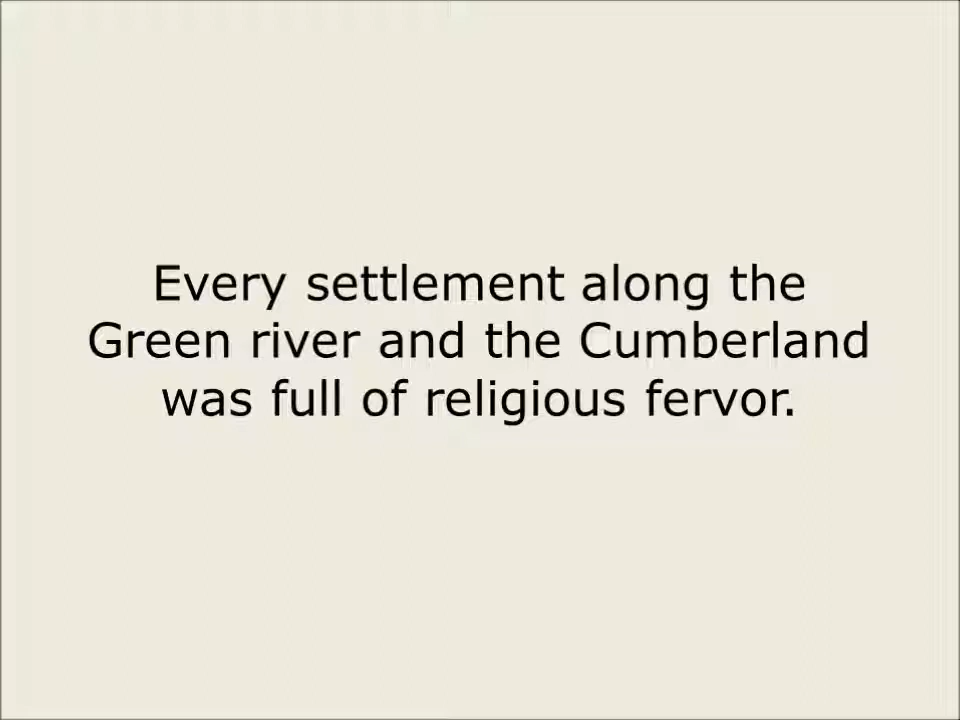 Every settlement along the
Green river and the Cumberland
was full of religious fervor.